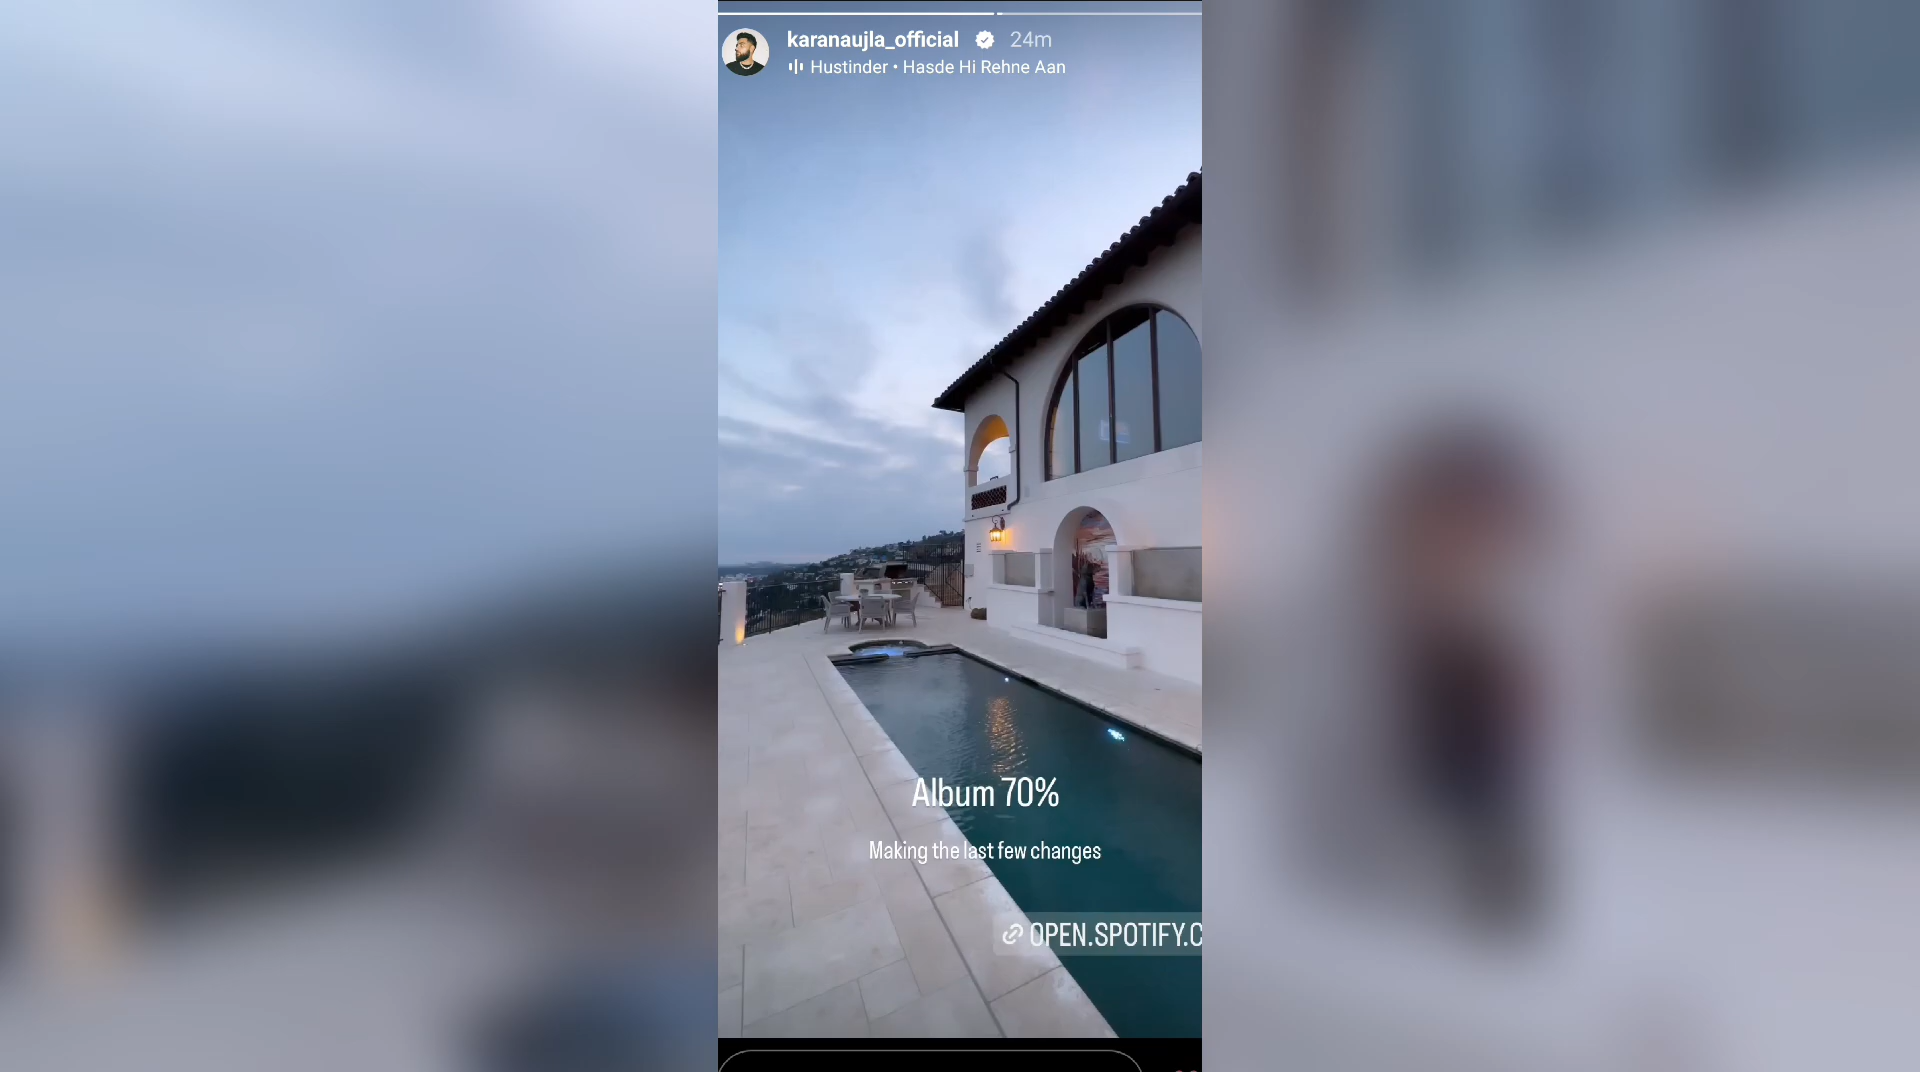 karanaujla_official 24m
Hustinder • Hasde Hi Rehne Aan
Album 70%
Making the last few changes
OPEN.SPOTIFY.C